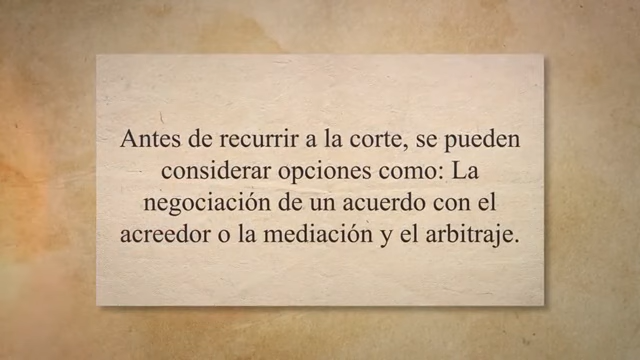 Antes de recurrir a la corte, se pueden
considerar opciones como: La
negociación de un acuerdo con el
acreedor o la mediación y el arbitraje.